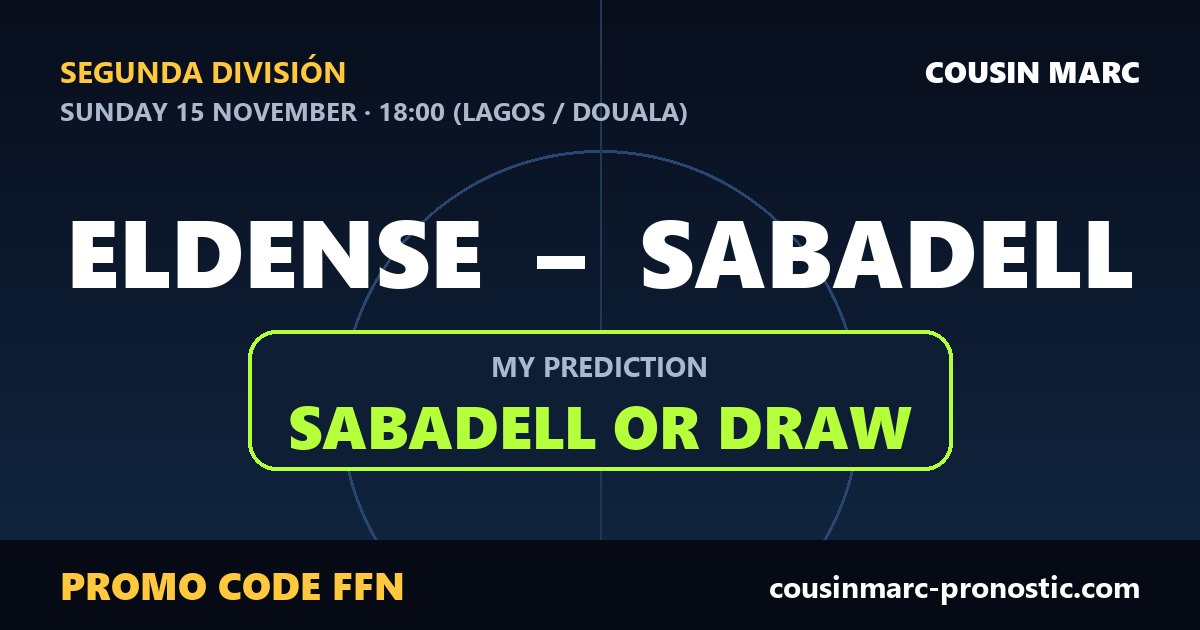 SEGUNDA DIVISIÓN
COUSIN MARC
SUNDAY 15 NOVEMBER · 18:00 (LAGOS / DOUALA)
ELDENSE – SABADELL
MY PREDICTION
SABADELL OR DRAW
PROMO CODE FFN
cousinmarc-pronostic.com